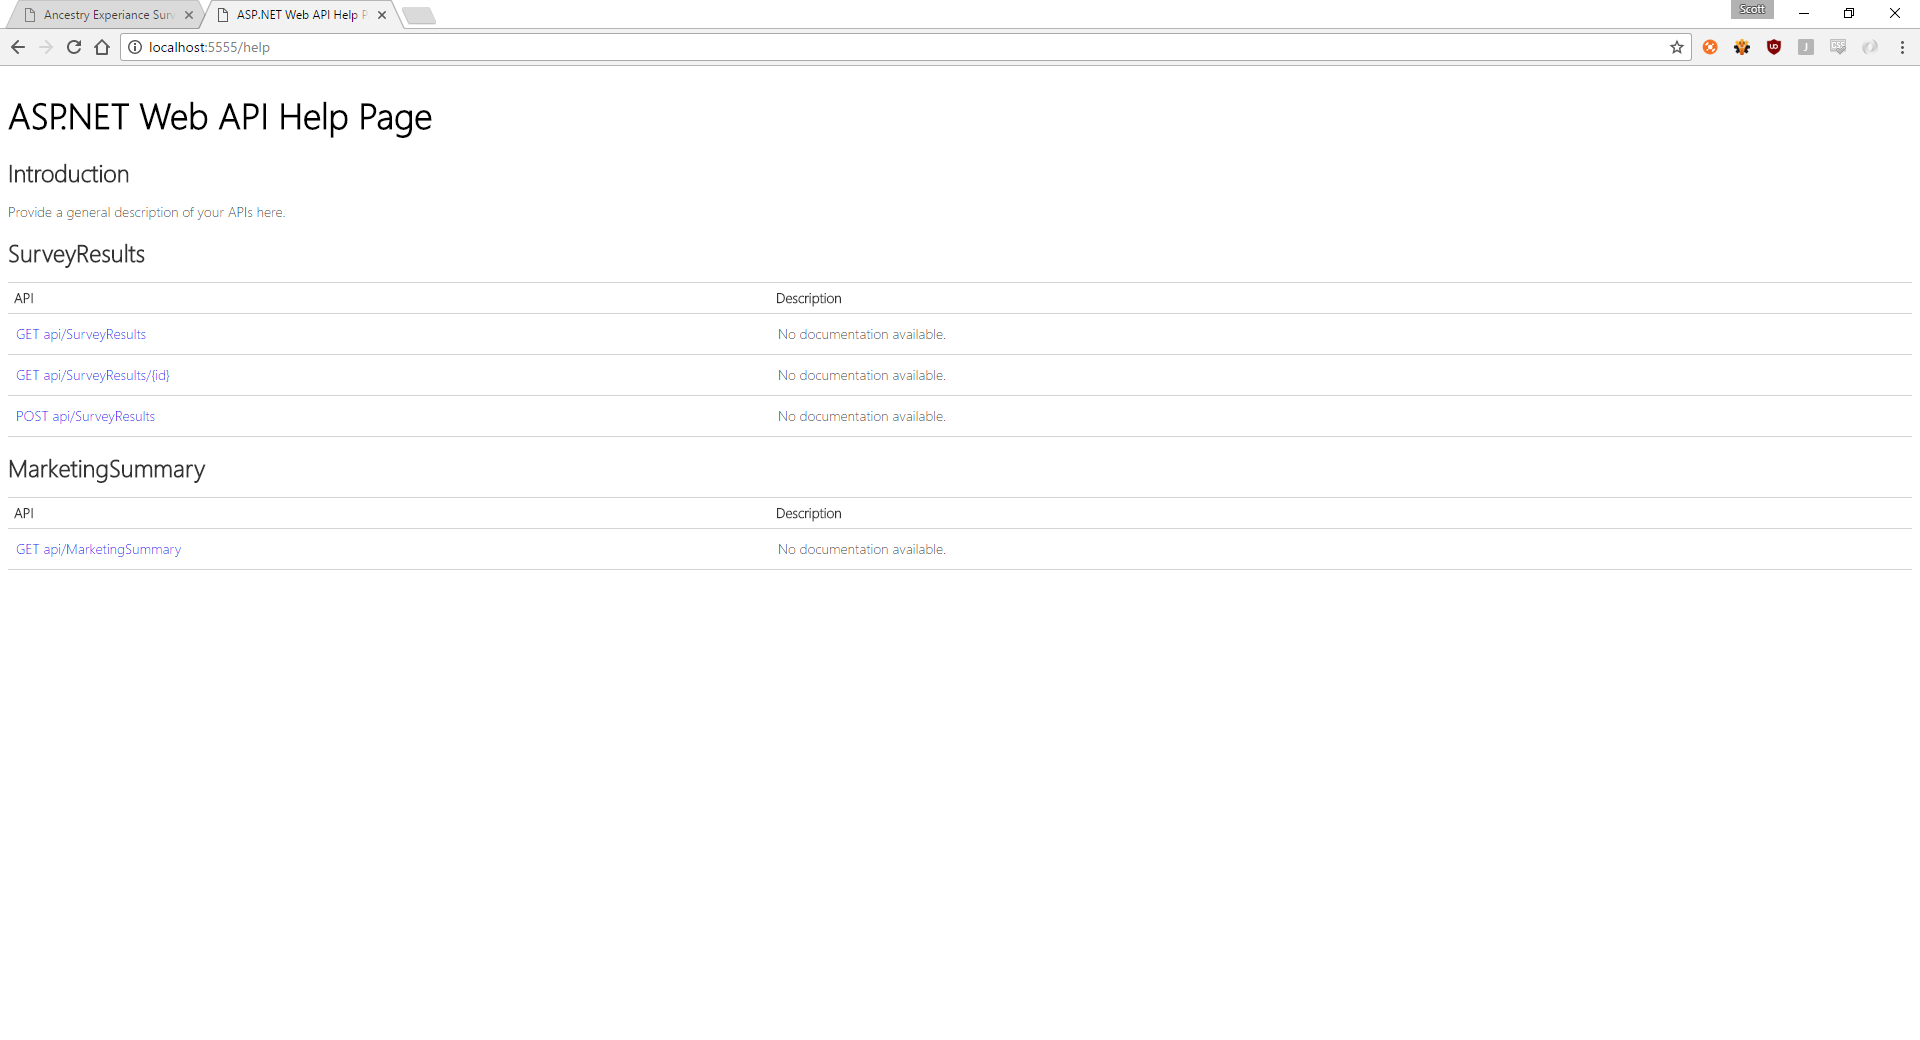 Ancestry Experiance Surv
ASP.NET Web API Help P
Scott
localhost:5555/help
ASP.NET Web API Help Page
Introduction
Provide a general description of your APIs here.
SurveyResults
API Description
GET api/SurveyResults No documentation available.
GET api/SurveyResults/{id} No documentation available.
POST api/SurveyResults No documentation available.
MarketingSummary
API Description
GET api/MarketingSummary No documentation available.